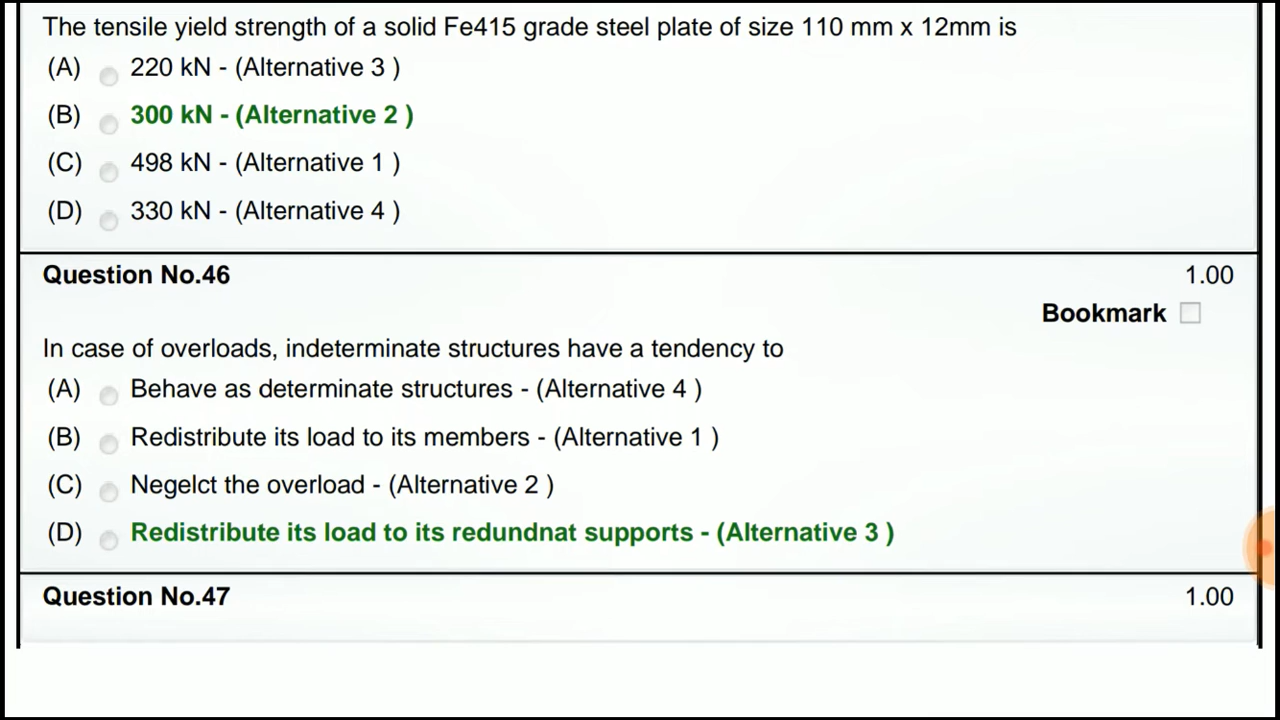 The tensile yield strength of a solid Fe415 grade steel plate of size 110 mm x 12mm is
(A) 220 kN - (Alternative 3 )
(B) 300 kN - (Alternative 2 )
(C) 498 kN - (Alternative 1 )
(D) 330 kN - (Alternative 4 )
Question No.46 1.00
Bookmark
In case of overloads, indeterminate structures have a tendency to
(A) Behave as determinate structures - (Alternative 4 )
(B) Redistribute its load to its members - (Alternative 1 )
(C) Negelct the overload - (Alternative 2 )
(D) Redistribute its load to its redundnat supports - (Alternative 3 )
Question No.47 1.00